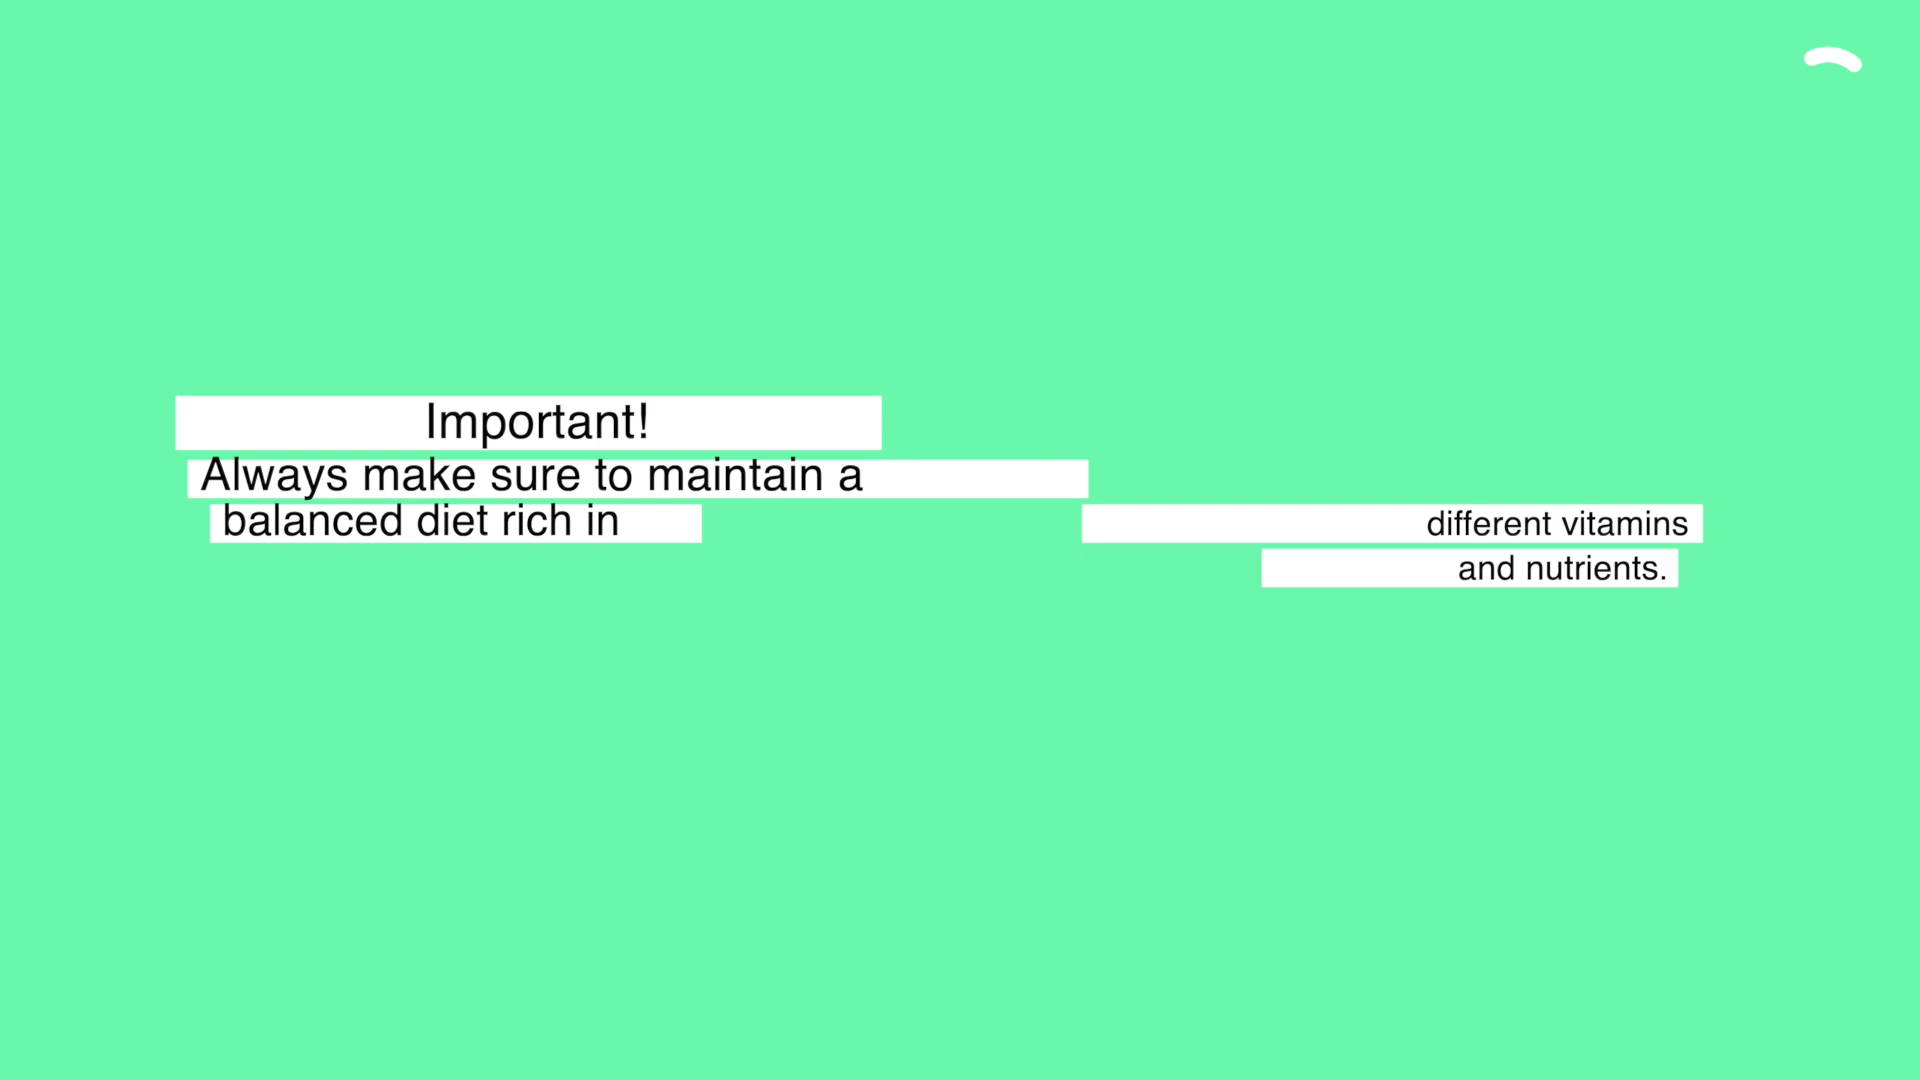 Important!
Always make sure to maintain a
balanced diet rich in
different vitamins
and nutrients.